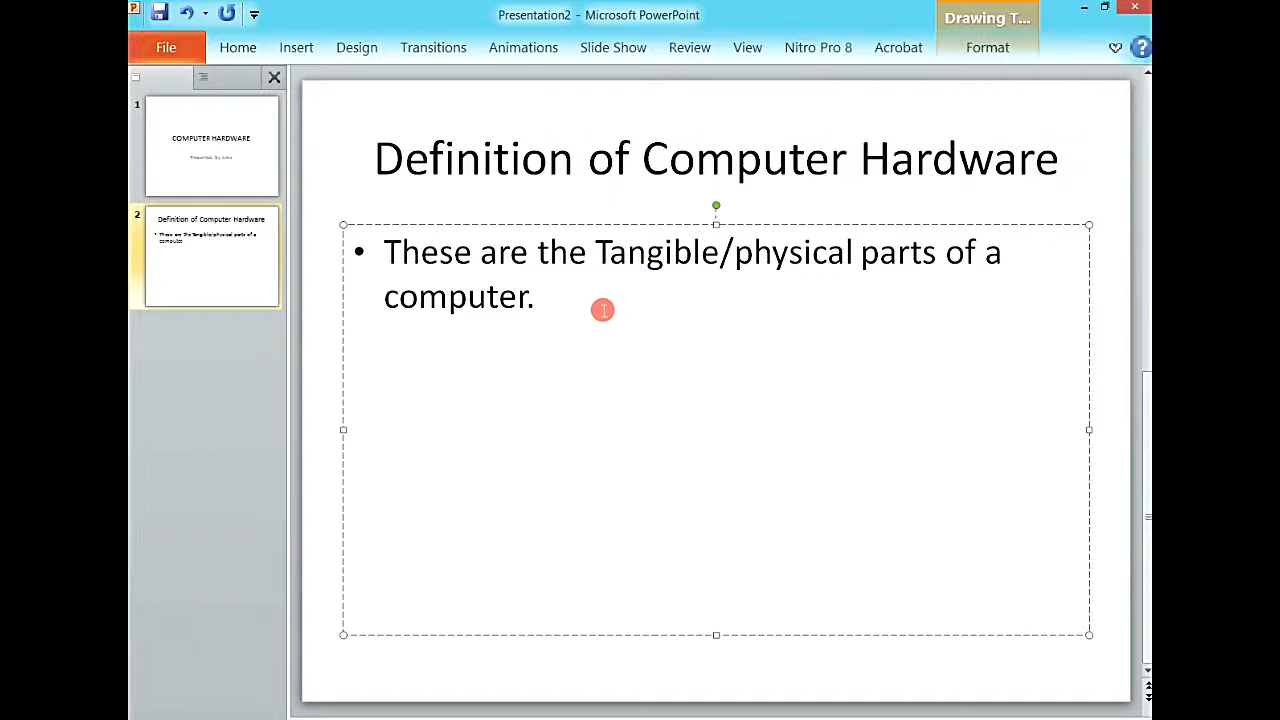 Presentation2 - Microsoft PowerPoint
Drawing T...
File Home Insert Design Transitions Animations Slide Show Review View Nitro Pro 8 Acrobat Format
1
COMPUTER HARDWARE
Presented By
2
Definition of Computer Hardware
• These are the Tangible/physical parts of a
computer.
Definition of Computer Hardware
• These are the Tangible/physical parts of a
computer.